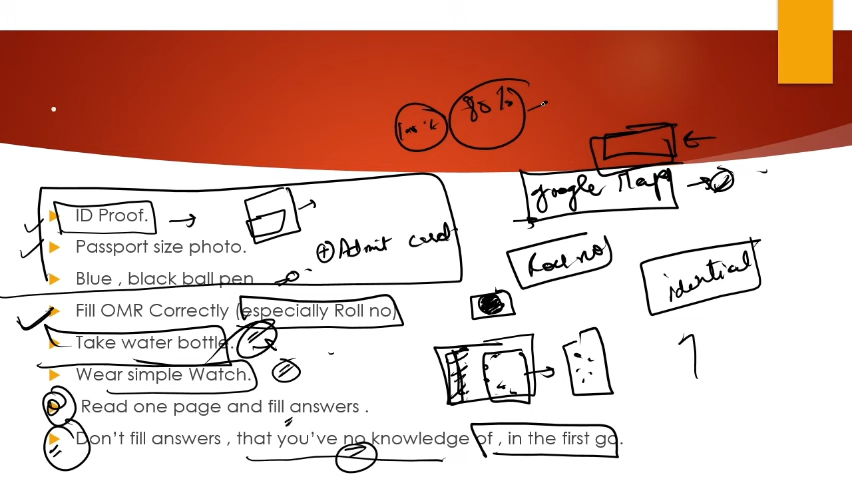 80%
google Maps
ID Proof.
Passport size photo.
+ Admit card
Roll no
Blue , black ball pen
identical
Fill OMR Correctly (especially Roll no)
Take water bottle.
Wear simple Watch.
Read one page and fill answers .
Don't fill answers , that you've no knowledge of , in the first go.